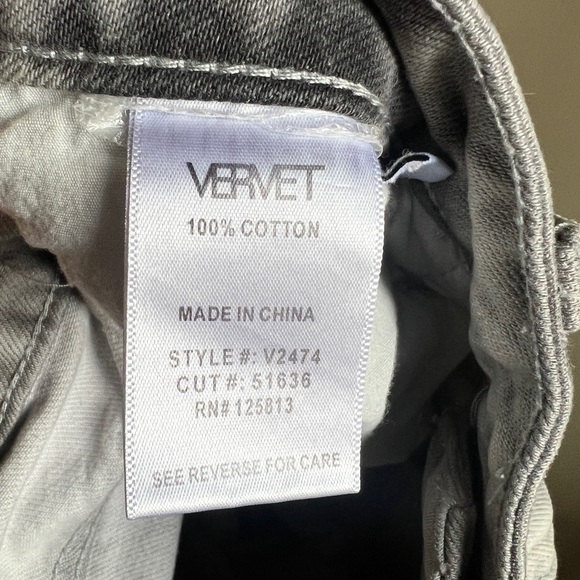 VERVET
100% COTTON
MADE IN CHINA
STYLE #: V2474
CUT #: 51636
RN# 125813
SEE REVERSE FOR CARE